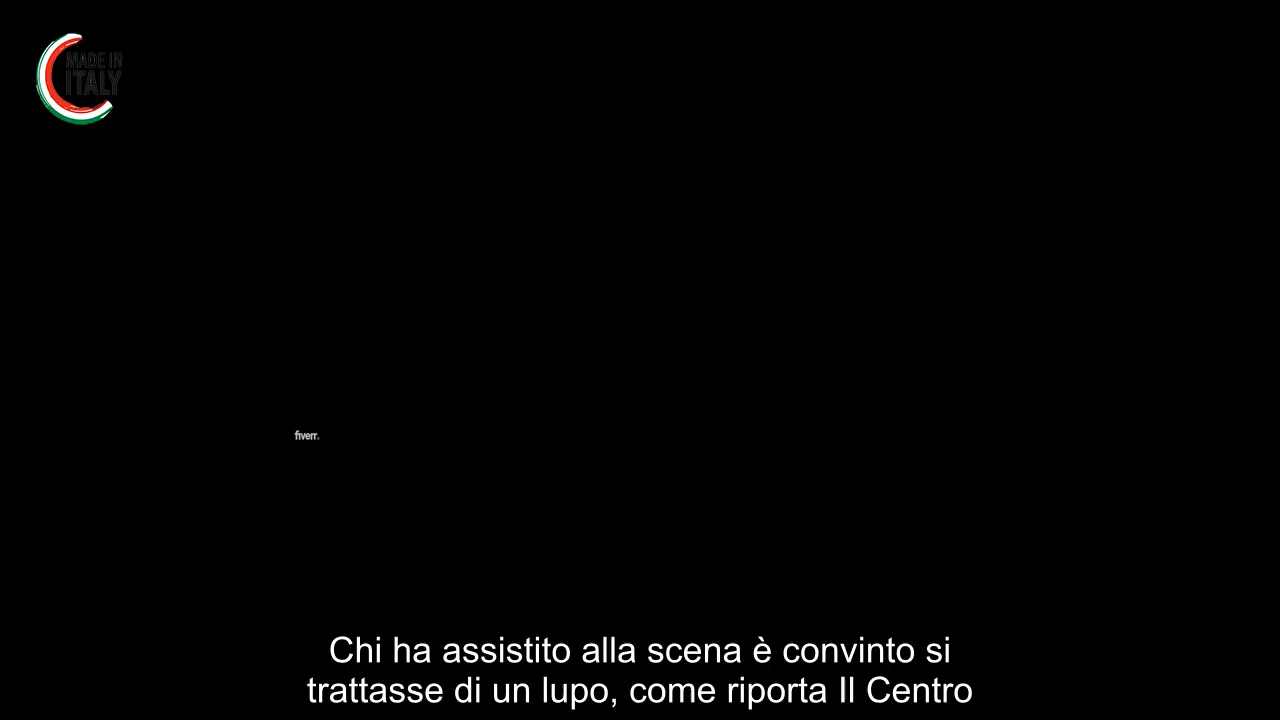 MADE IN
ITALY
fiverr.
Chi ha assistito alla scena è convinto si
trattasse di un lupo, come riporta Il Centro